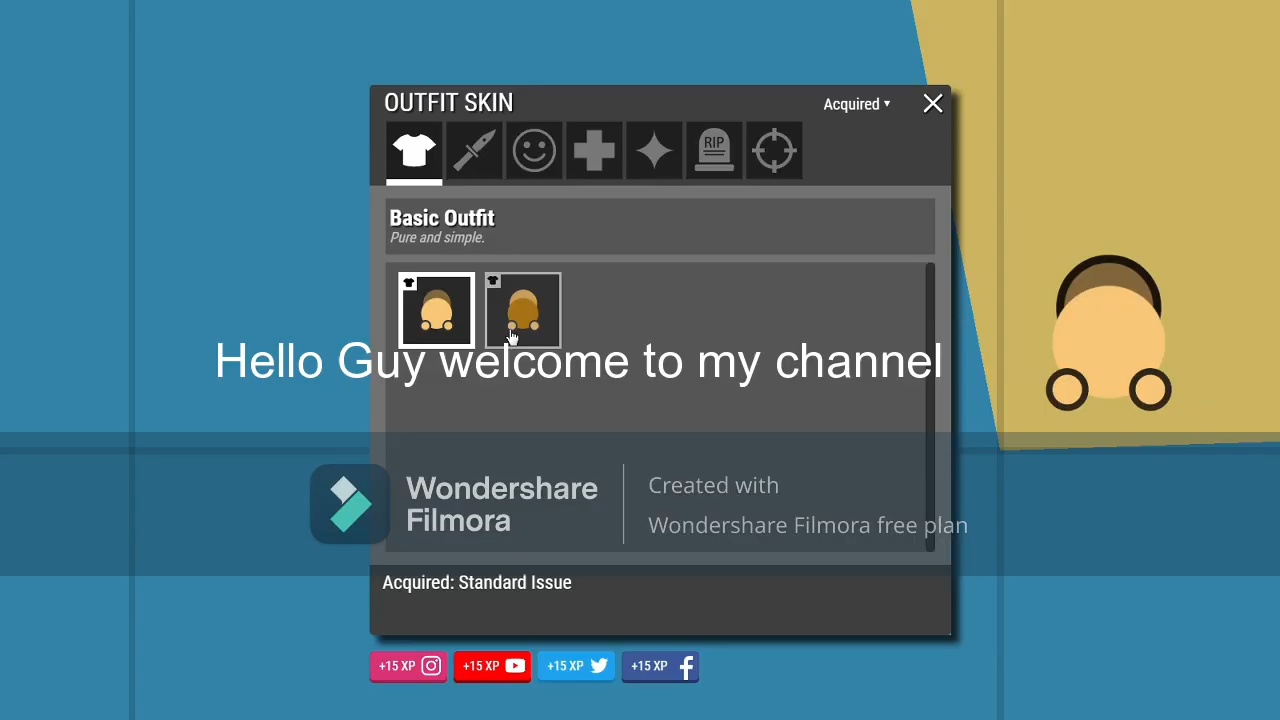 OUTFIT SKIN
Acquired ▾
RIP
Basic Outfit
Pure and simple.
Hello Guy welcome to my channel
Wondershare
Filmora
Created with
Wondershare Filmora free plan
Acquired: Standard Issue
+15 XP
+15 XP
+15 XP
+15 XP